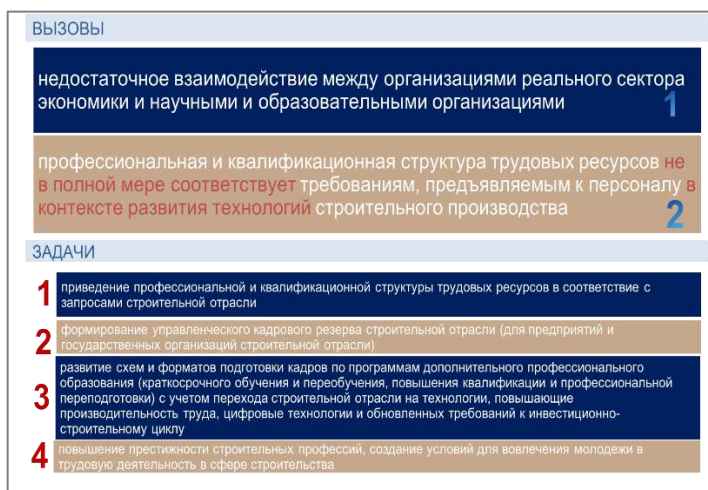 ВЫЗОВЫ
недостаточное взаимодействие между организациями реального сектора
экономики и научными и образовательными организациями
1
профессиональная и квалификационная структура трудовых ресурсов не
в полной мере соответствует требованиям, предъявляемым к персоналу в
контексте развития технологий строительного производства
2
ЗАДАЧИ
1
приведение профессиональной и квалификационной структуры трудовых ресурсов в соответствие с
запросами строительной отрасли
2
формирование управленческого кадрового резерва строительной отрасли (для предприятий и
государственных организаций строительной отрасли)
3
развитие схем и форматов подготовки кадров по программам дополнительного профессионального
образования (краткосрочного обучения и переобучения, повышения квалификации и профессиональной
переподготовки) с учетом перехода строительной отрасли на технологии, повышающие
производительность труда, цифровые технологии и обновленных требований к инвестиционно-
строительному циклу
4
повышение престижности строительных профессий, создание условий для вовлечения молодежи в
трудовую деятельность в сфере строительства